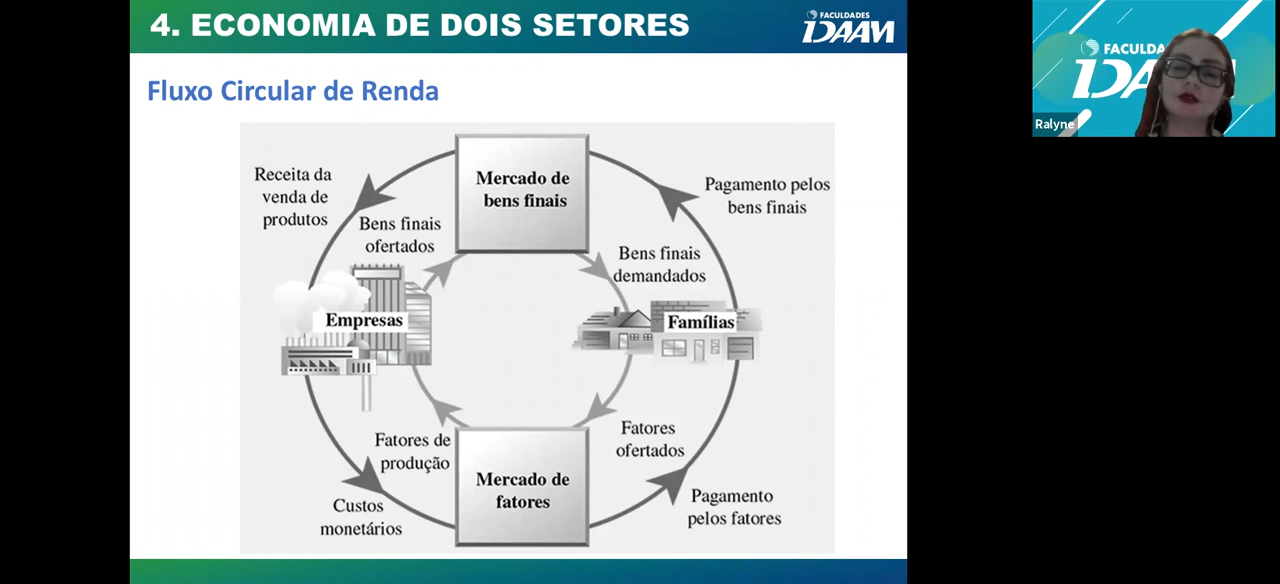 4. ECONOMIA DE DOIS SETORES
FACULDADES
IDAAM
Fluxo Circular de Renda
Mercado de
bens finais
Receita da
venda de
produtos
Pagamento pelos
bens finais
Bens finais
ofertados
Bens finais
demandados
Empresas
Famílias
Fatores de
produção
Fatores
ofertados
Mercado de
fatores
Custos
monetários
Pagamento
pelos fatores
FACULDA
IDA
Ralyne